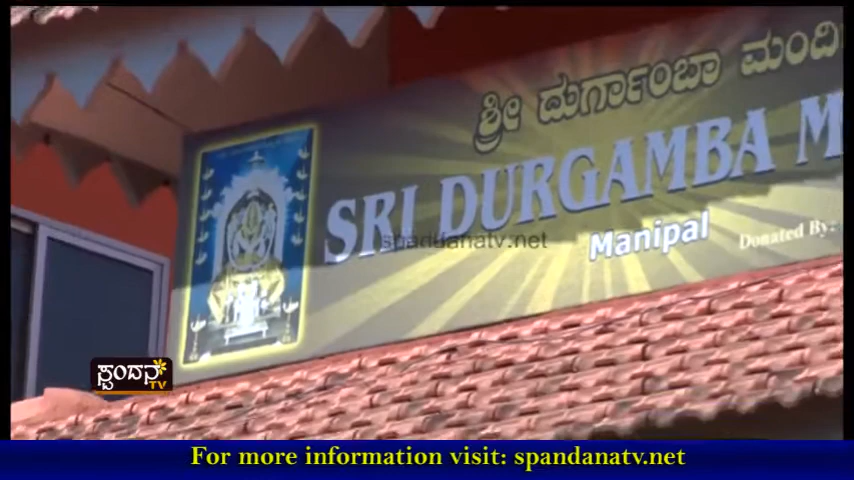 ಶ್ರೀ ದುರ್ಗಾಂಬಾ ಮಂದಿ
SRI DURGAMBA M
Manipal
Donated By:
spandanatv.net
ಸ್ಪಂದನ
TV
For more information visit: spandanatv.net